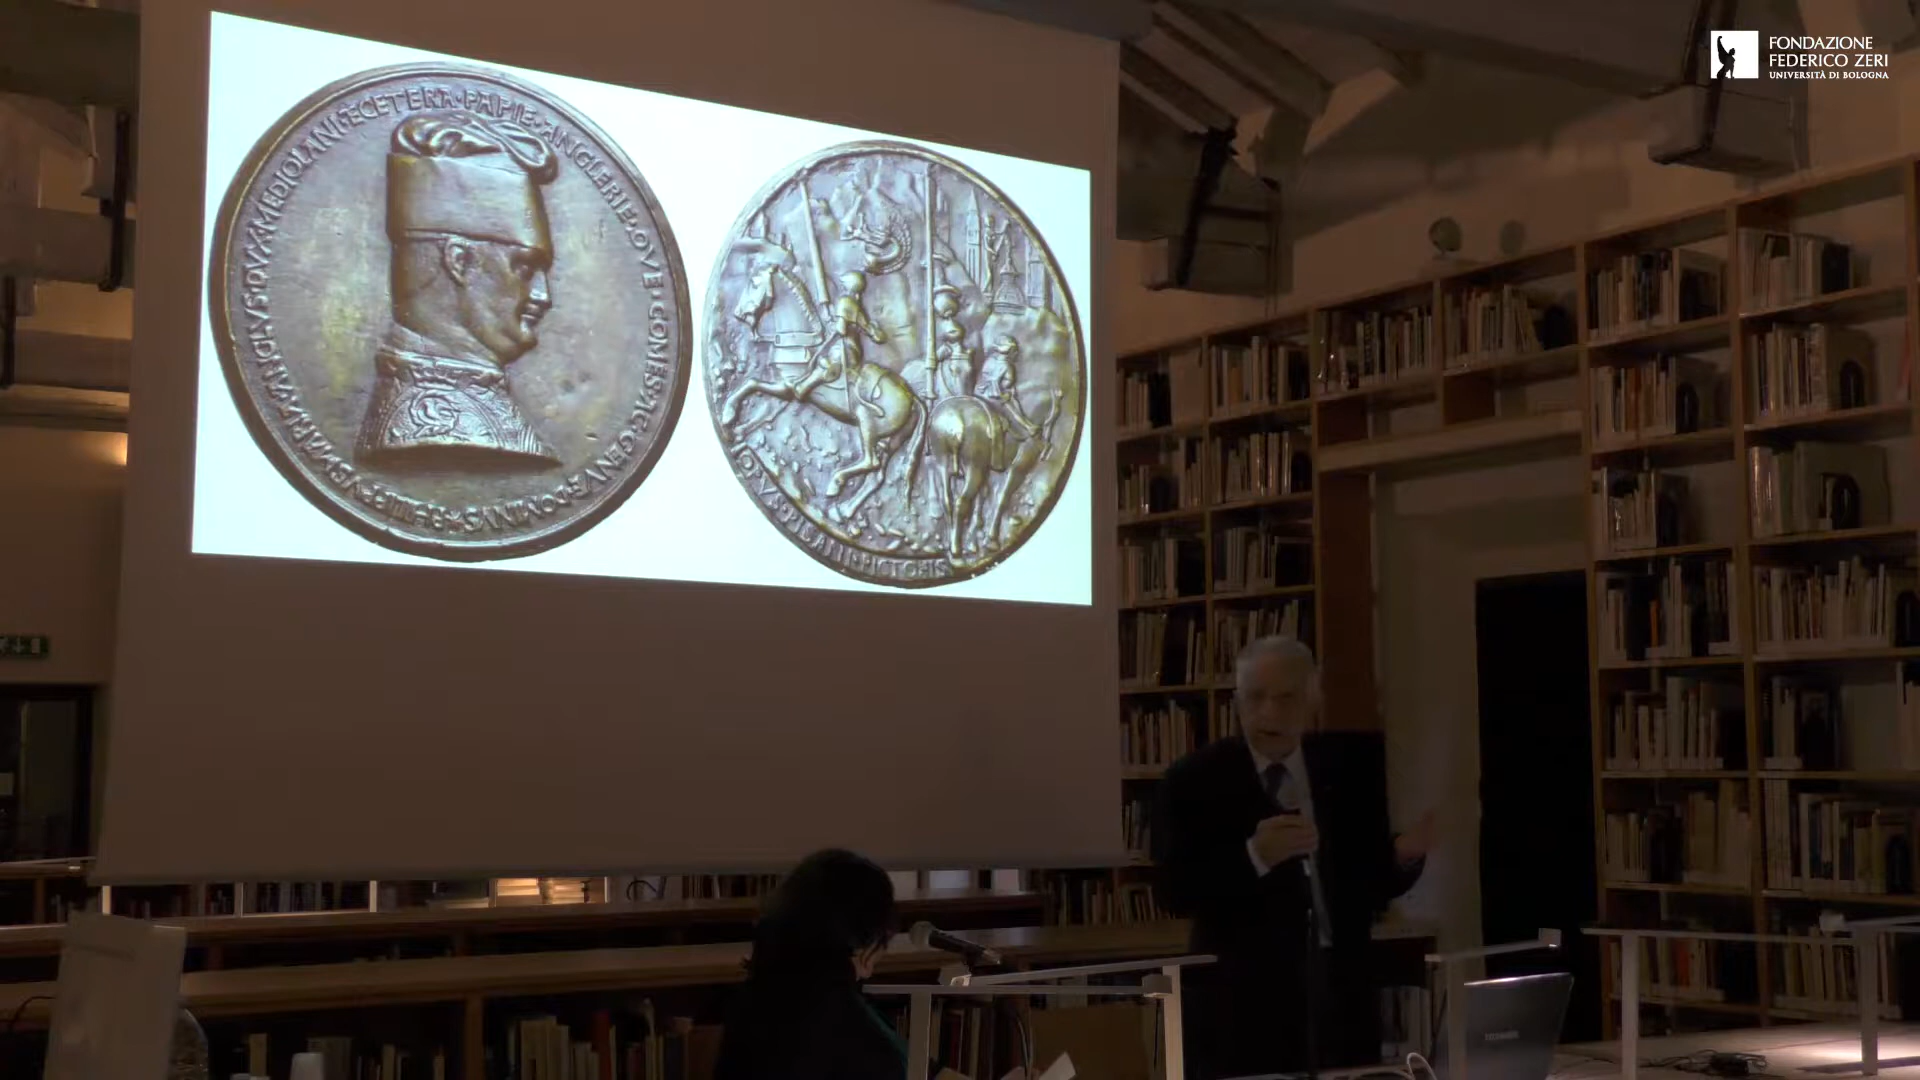 FONDAZIONE
FEDERICO ZERI
UNIVERSITÀ DI BOLOGNA
MARIA·ANGLVS·DVX·MEDIOLANI·ECETERA·PAPIE·ANGLERIE·QVE·COMES·AC·GENVE·DOMINVS
OPVS·PISANI·PICTORIS